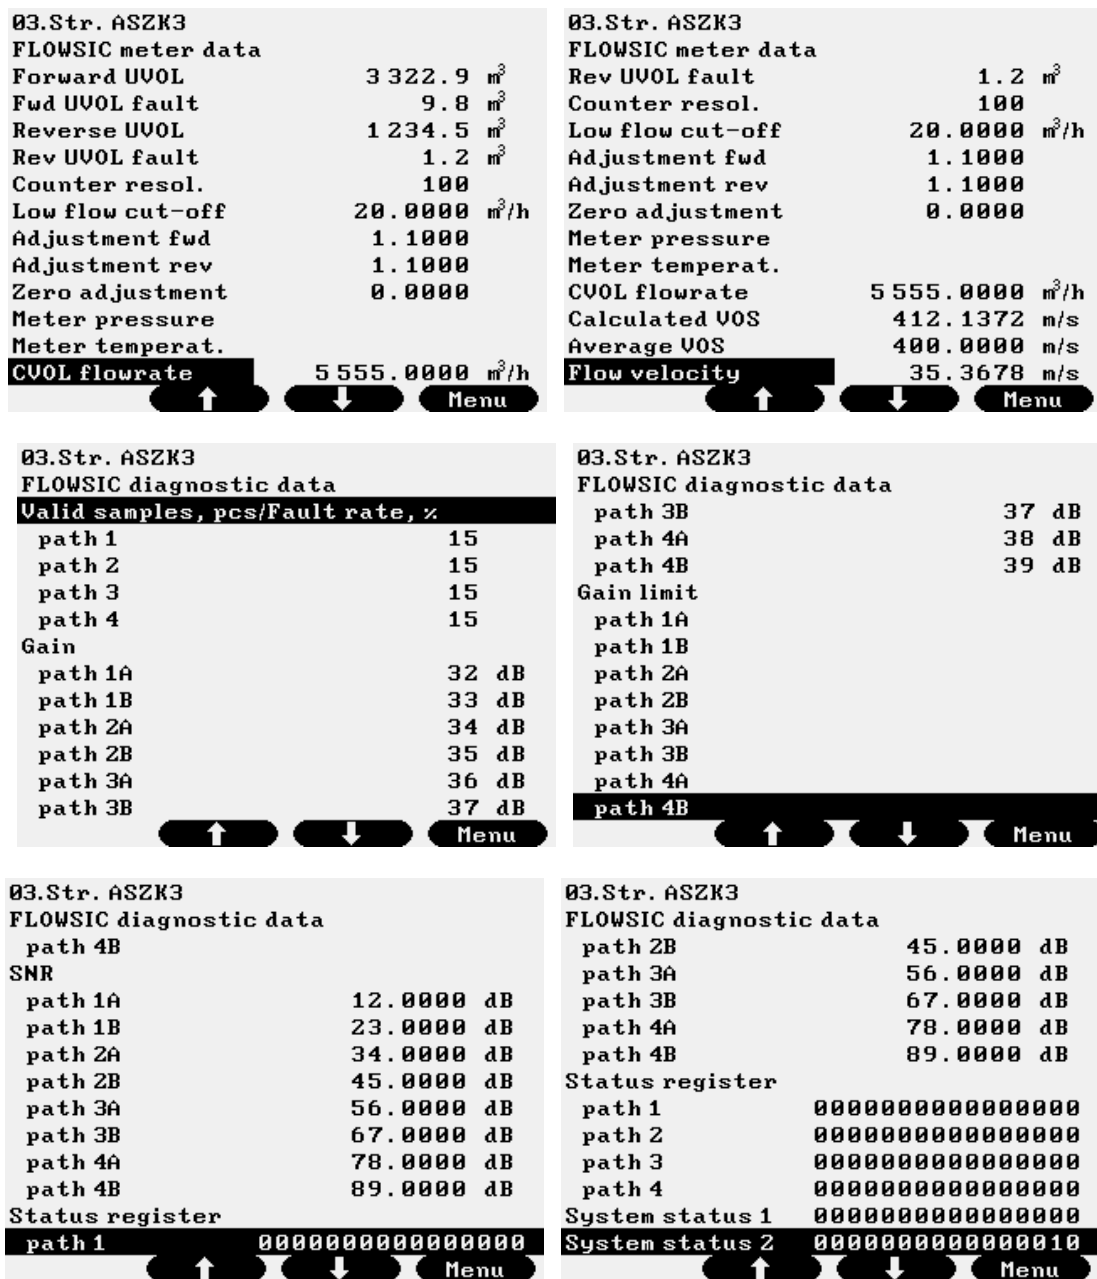 03.Str. ASZK3
FLOWSIC meter data
Forward UVOL 3 322.9 m³
Fwd UVOL fault 9.8 m³
Reverse UVOL 1 234.5 m³
Rev UVOL fault 1.2 m³
Counter resol. 100
Low flow cut-off 20.0000 m³/h
Adjustment fwd 1.1000
Adjustment rev 1.1000
Zero adjustment 0.0000
Meter pressure
Meter temperat.
CVOL flowrate 5 555.0000 m³/h
Menu
03.Str. ASZK3
FLOWSIC meter data
Rev UVOL fault 1.2 m³
Counter resol. 100
Low flow cut-off 20.0000 m³/h
Adjustment fwd 1.1000
Adjustment rev 1.1000
Zero adjustment 0.0000
Meter pressure
Meter temperat.
CVOL flowrate 5 555.0000 m³/h
Calculated VOS 412.1372 m/s
Average VOS 400.0000 m/s
Flow velocity 35.3678 m/s
Menu
03.Str. ASZK3
FLOWSIC diagnostic data
Valid samples, pcs/Fault rate, %
path 1 15
path 2 15
path 3 15
path 4 15
Gain
path 1A 32 dB
path 1B 33 dB
path 2A 34 dB
path 2B 35 dB
path 3A 36 dB
path 3B 37 dB
Menu
03.Str. ASZK3
FLOWSIC diagnostic data
path 3B 37 dB
path 4A 38 dB
path 4B 39 dB
Gain limit
path 1A
path 1B
path 2A
path 2B
path 3A
path 3B
path 4A
path 4B
Menu
03.Str. ASZK3
FLOWSIC diagnostic data
path 4B
SNR
path 1A 12.0000 dB
path 1B 23.0000 dB
path 2A 34.0000 dB
path 2B 45.0000 dB
path 3A 56.0000 dB
path 3B 67.0000 dB
path 4A 78.0000 dB
path 4B 89.0000 dB
Status register
path 1 0000000000000000
Menu
03.Str. ASZK3
FLOWSIC diagnostic data
path 2B 45.0000 dB
path 3A 56.0000 dB
path 3B 67.0000 dB
path 4A 78.0000 dB
path 4B 89.0000 dB
Status register
path 1 0000000000000000
path 2 0000000000000000
path 3 0000000000000000
path 4 0000000000000000
System status 1 0000000000000000
System status 2 0000000000000010
Menu